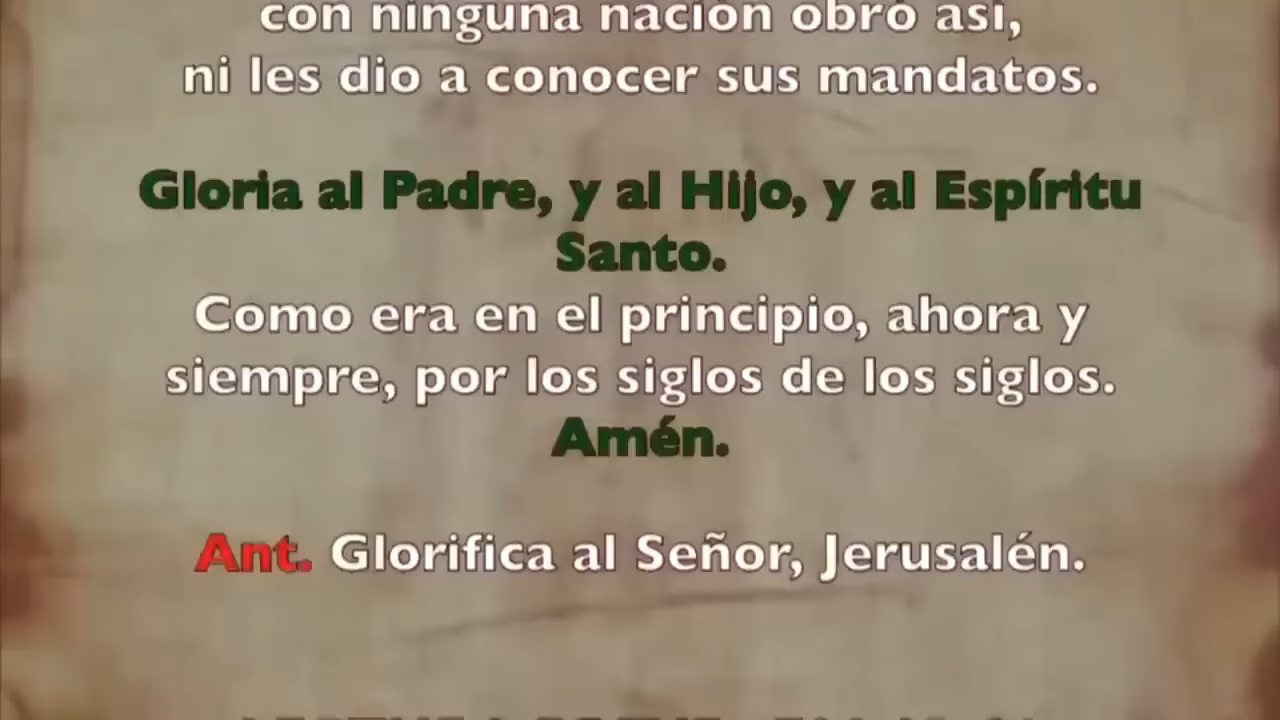 con ninguna nación obró así,
ni les dio a conocer sus mandatos.
Gloria al Padre, y al Hijo, y al Espíritu
Santo.
Como era en el principio, ahora y
siempre, por los siglos de los siglos.
Amén.
Ant. Glorifica al Señor, Jerusalén.